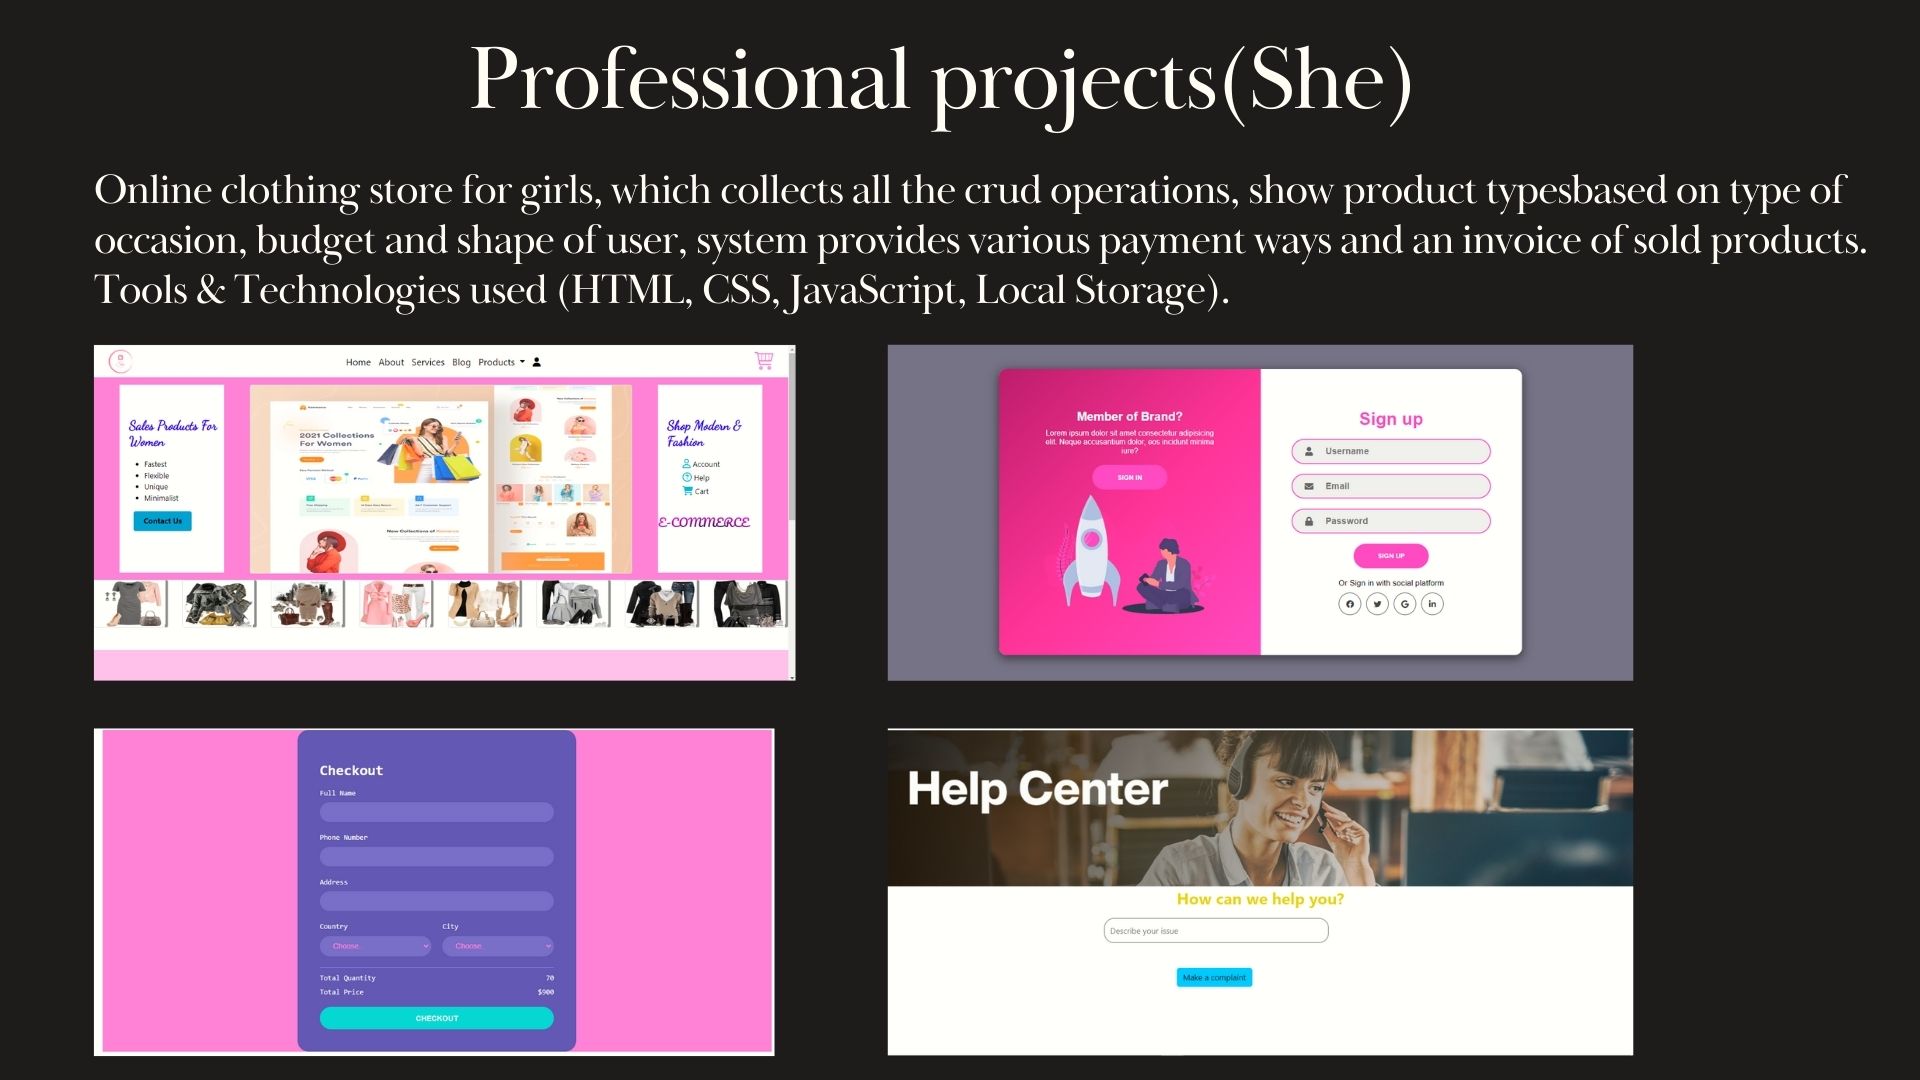 Professional projects(She)
Online clothing store for girls, which collects all the crud operations, show product typesbased on type of
occasion, budget and shape of user, system provides various payment ways and an invoice of sold products.
Tools & Technologies used (HTML, CSS, JavaScript, Local Storage).
Home About Services Blog Products
Sales Products For
Women
Fastest
Flexible
Unique
Minimalist
Contact Us
2021 Collections
For Women
New Collections of
Shop Modern &
Fashion
Account
Help
Cart
E-COMMERCE
Member of Brand?
Lorem ipsum dolor sit amet consectetur adipisicing
elit. Neque accusantium dolor, eos incidunt minima
iure?
SIGN IN
Sign up
Username
Email
Password
SIGN UP
Or Sign in with social platform
Checkout
Full Name
Phone Number
Address
Country City
Choose.. Choose..
Total Quantity 70
Total Price $900
CHECKOUT
Help Center
How can we help you?
Describe your issue
Make a complaint